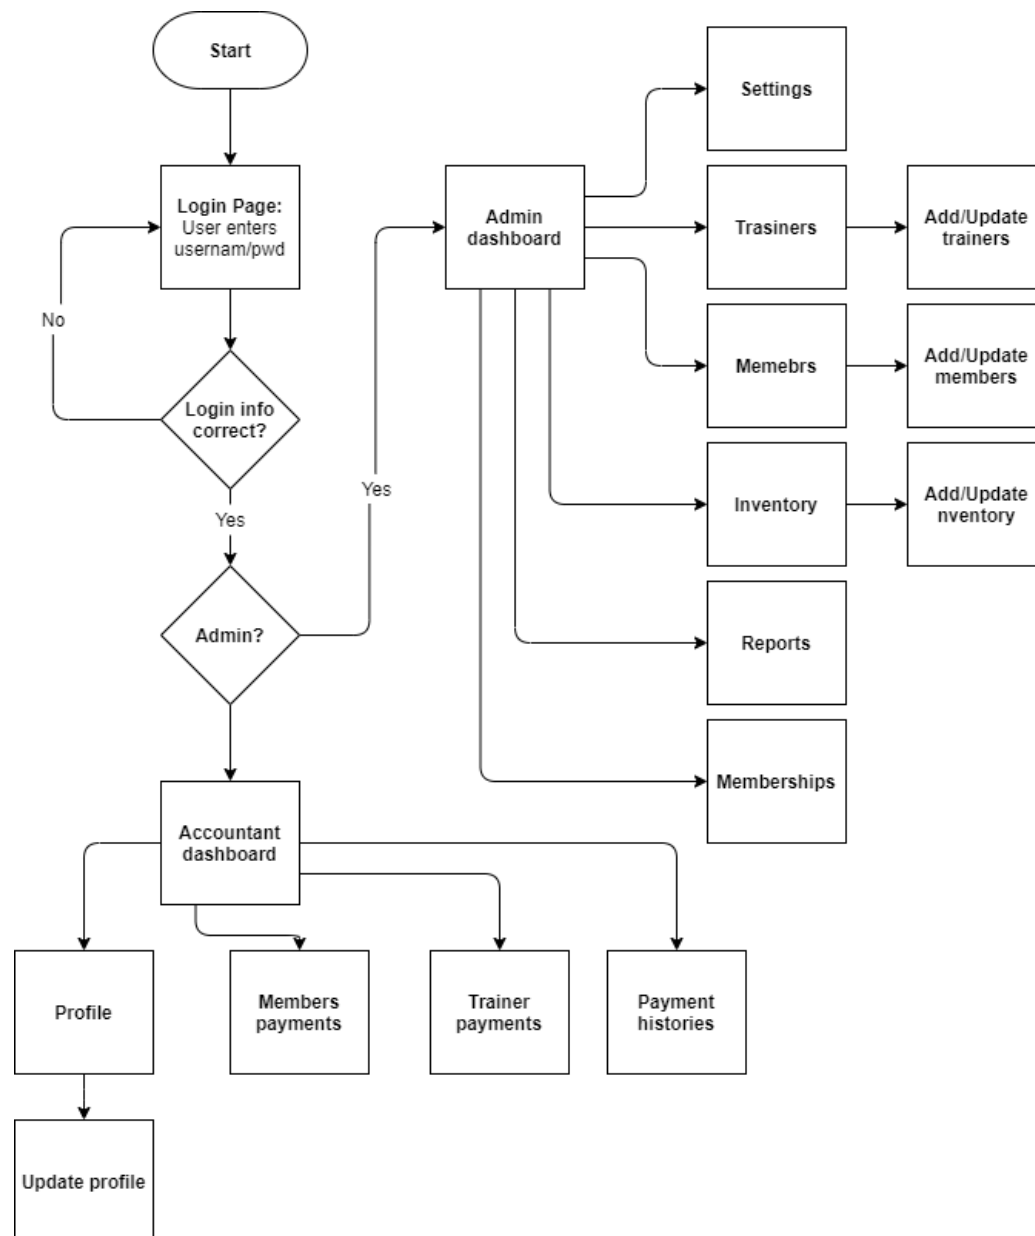 Start
Settings
Login Page:
User enters
usernam/pwd
Admin
dashboard
Trasiners
Add/Update
trainers
No
Memebrs
Add/Update
members
Login info
correct?
Yes
Inventory
Add/Update
nventory
Yes
Admin?
Reports
Memberships
Accountant
dashboard
Profile
Members
payments
Trainer
payments
Payment
histories
Update profile